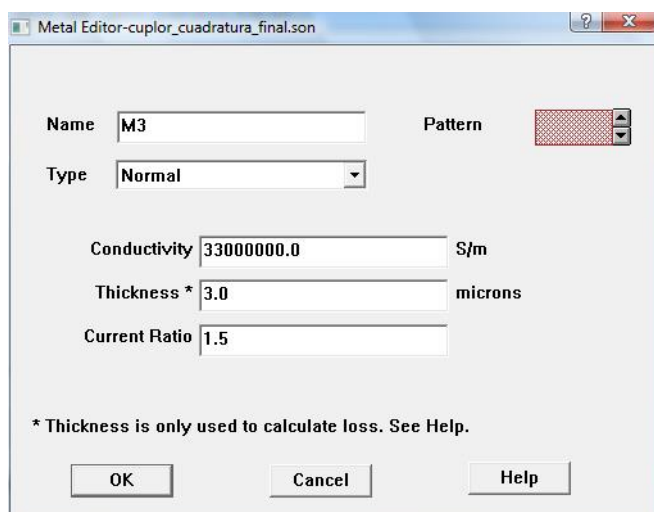 Metal Editor-cuplor_cuadratura_final.son
Name M3 Pattern
Type Normal
Conductivity 33000000.0 S/m
Thickness * 3.0 microns
Current Ratio 1.5
* Thickness is only used to calculate loss. See Help.
OK Cancel Help